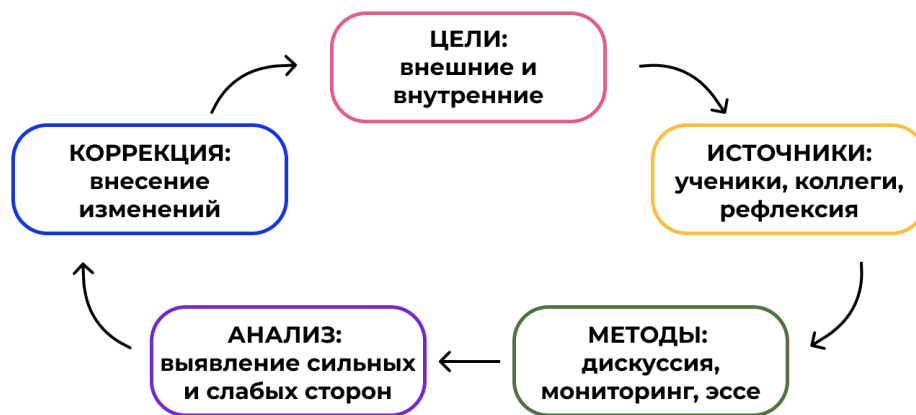 ЦЕЛИ:
внешние и
внутренние
ИСТОЧНИКИ:
ученики, коллеги,
рефлексия
МЕТОДЫ:
дискуссия,
мониторинг, эссе
АНАЛИЗ:
выявление сильных
и слабых сторон
КОРРЕКЦИЯ:
внесение
изменений